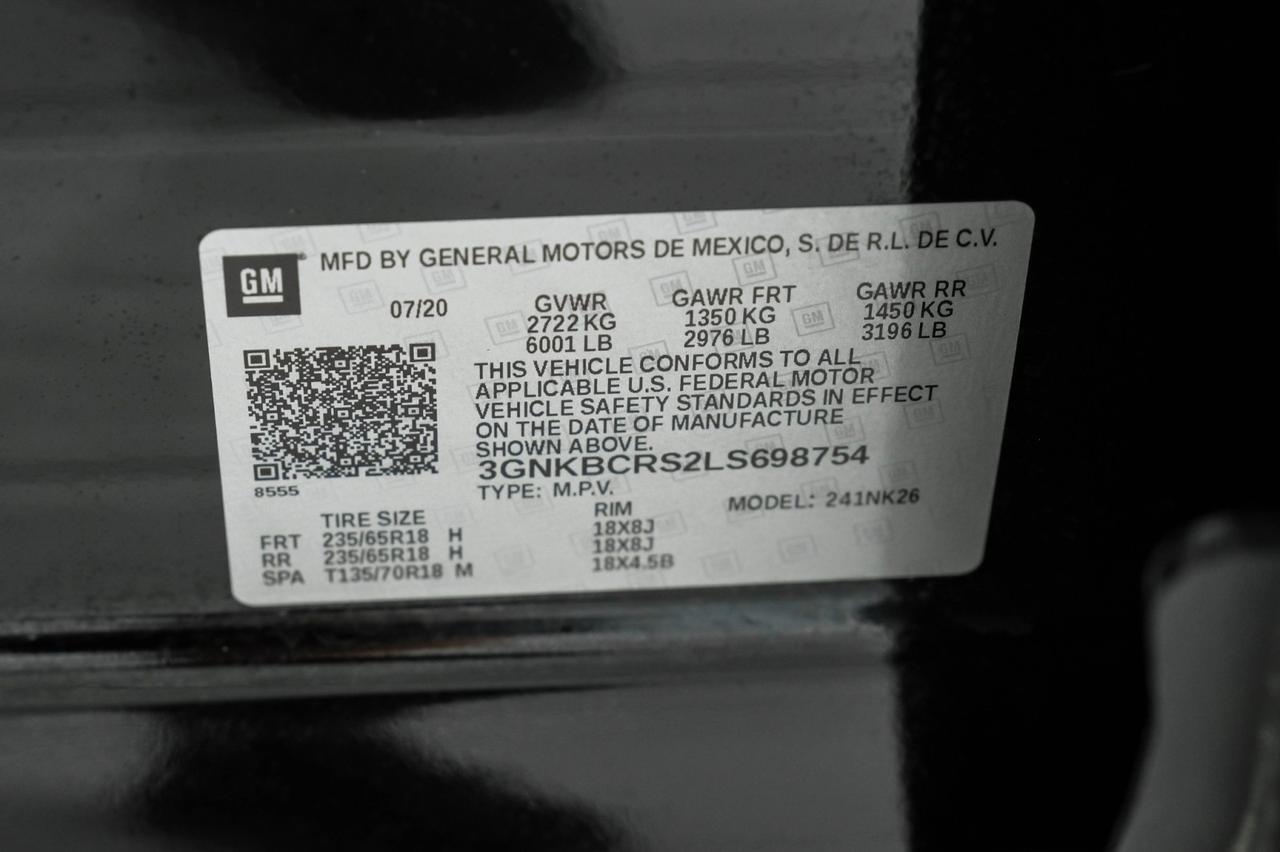 GM
MFD BY GENERAL MOTORS DE MEXICO, S. DE R.L. DE C.V.
07/20
GVWR GAWR FRT GAWR RR
2722 KG 1350 KG 1450 KG
6001 LB 2976 LB 3196 LB
THIS VEHICLE CONFORMS TO ALL
APPLICABLE U.S. FEDERAL MOTOR
VEHICLE SAFETY STANDARDS IN EFFECT
ON THE DATE OF MANUFACTURE
SHOWN ABOVE.
3GNKBCRS2LS698754
8555
TYPE: M.P.V. MODEL: 241NK26
TIRE SIZE RIM
FRT 235/65R18 H 18X8J
RR 235/65R18 H 18X8J
SPA T135/70R18 M 18X4.5B